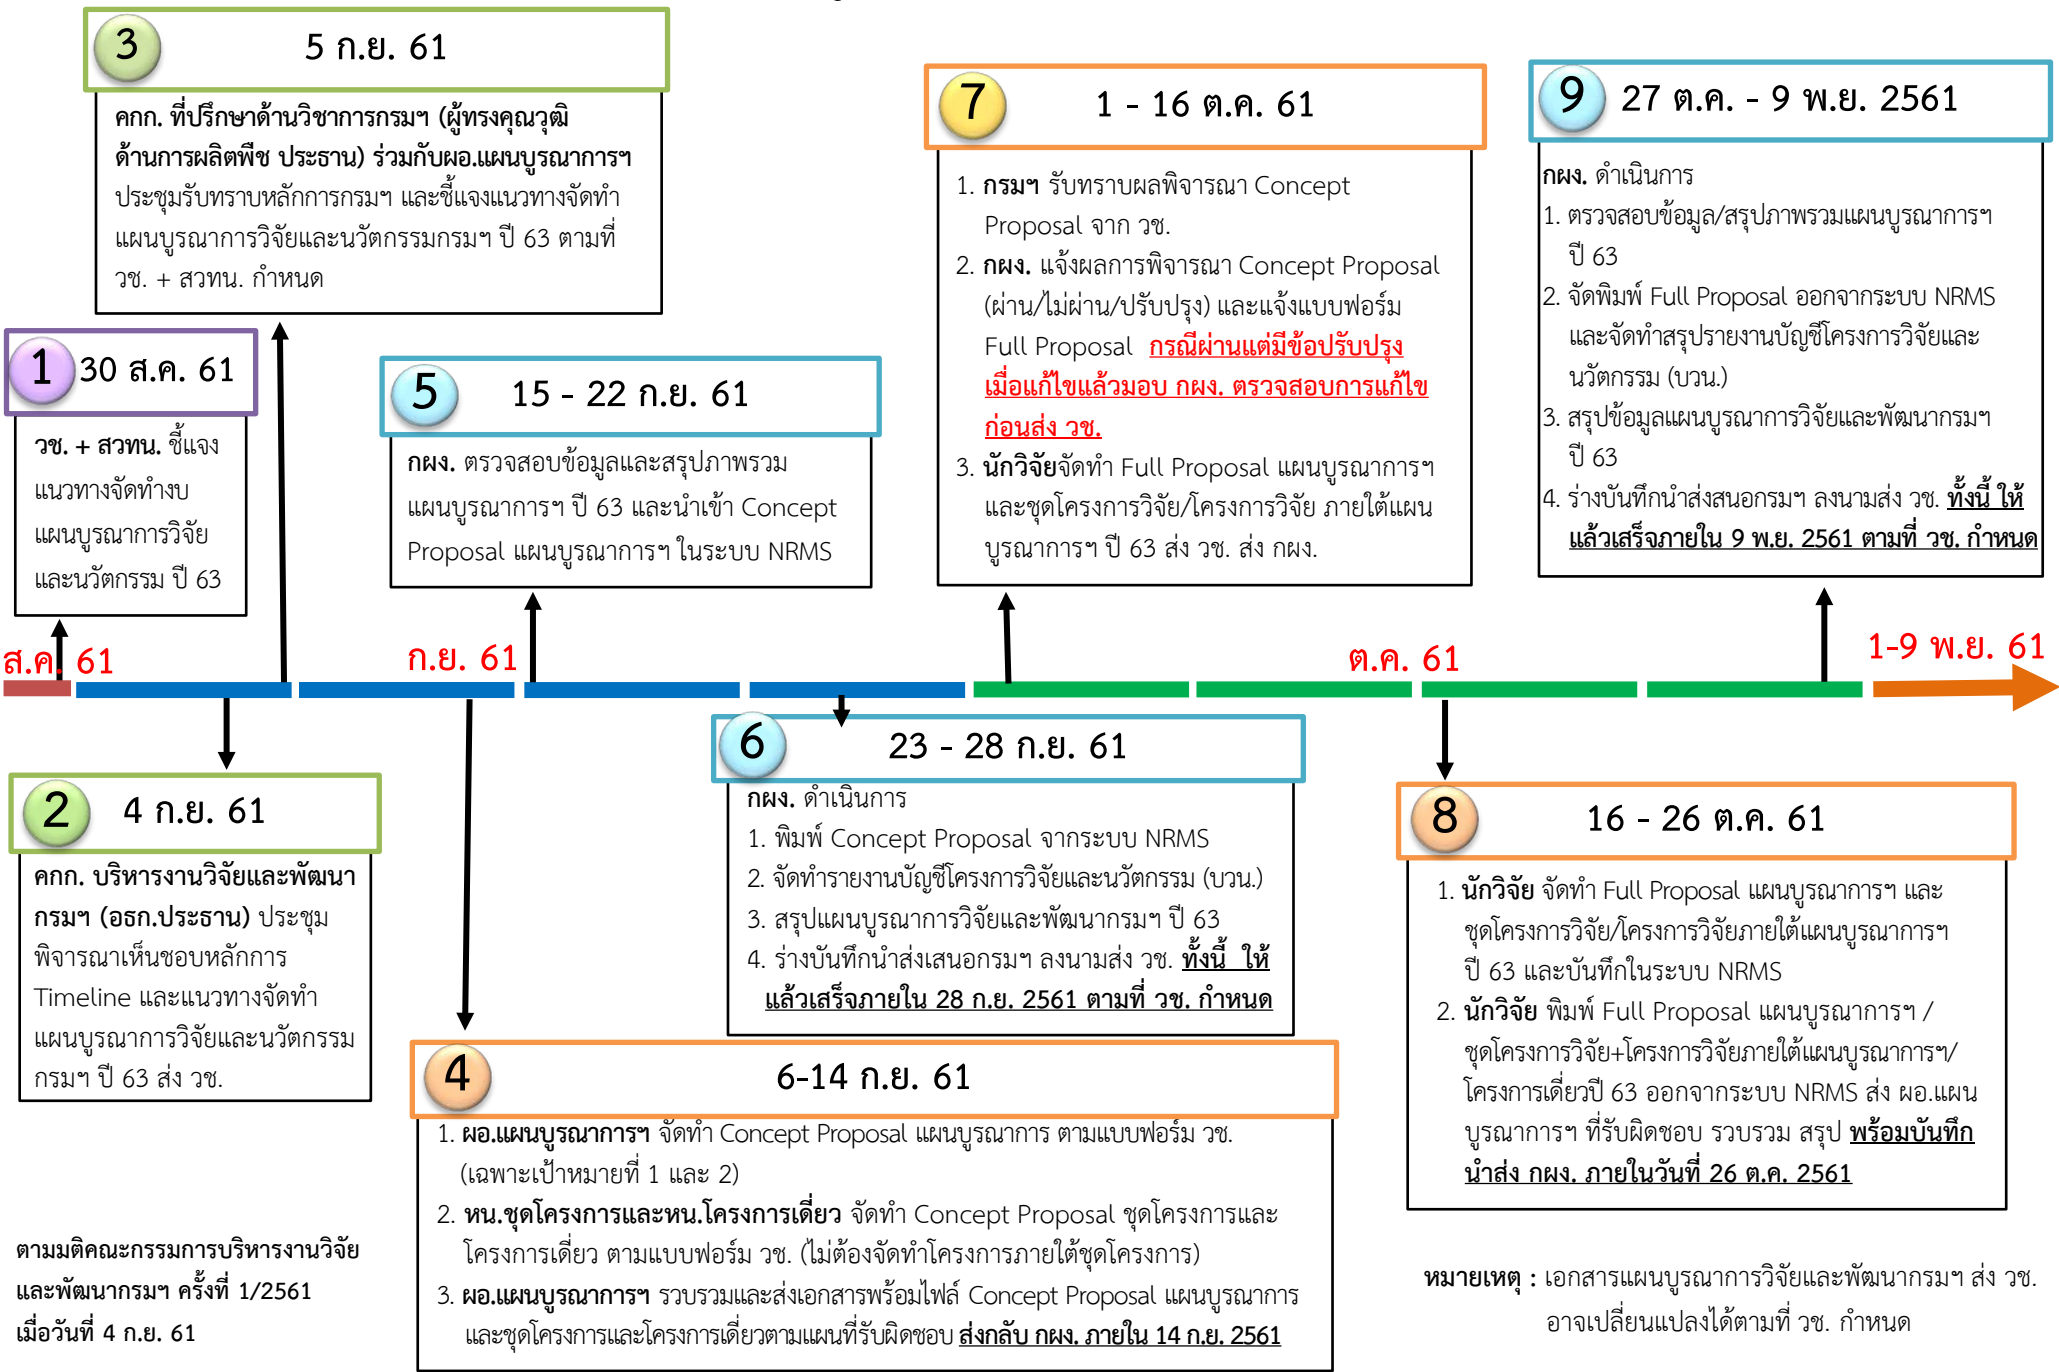 3
5 ก.ย. 61
คกก. ที่ปรึกษาด้านวิชาการกรมฯ (ผู้ทรงคุณวุฒิ
ด้านการผลิตพืช ประธาน) ร่วมกับผอ.แผนบูรณาการฯ
ประชุมรับทราบหลักการกรมฯ และชี้แจงแนวทางจัดทำ
แผนบูรณาการวิจัยและนวัตกรรมกรมฯ ปี 63 ตามที่
วช. + สวทน. กำหนด
7
1 - 16 ต.ค. 61
1. กรมฯ รับทราบผลพิจารณา Concept
Proposal จาก วช.
2. กผง. แจ้งผลการพิจารณา Concept Proposal
(ผ่าน/ไม่ผ่าน/ปรับปรุง) และแจ้งแบบฟอร์ม
Full Proposal กรณีผ่านแต่มีข้อปรับปรุง
เมื่อแก้ไขแล้วมอบ กผง. ตรวจสอบการแก้ไข
ก่อนส่ง วช.
3. นักวิจัยจัดทำ Full Proposal แผนบูรณาการฯ
และชุดโครงการวิจัย/โครงการวิจัย ภายใต้แผน
บูรณาการฯ ปี 63 ส่ง วช. ส่ง กผง.
9
27 ต.ค. - 9 พ.ย. 2561
กผง. ดำเนินการ
1. ตรวจสอบข้อมูล/สรุปภาพรวมแผนบูรณาการฯ
ปี 63
2. จัดพิมพ์ Full Proposal ออกจากระบบ NRMS
และจัดทำสรุปรายงานบัญชีโครงการวิจัยและ
นวัตกรรม (บวน.)
3. สรุปข้อมูลแผนบูรณาการวิจัยและพัฒนากรมฯ
ปี 63
4. ร่างบันทึกนำส่งสนอกรมฯ ลงนามส่ง วช. ทั้งนี้ ให้
แล้วเสร็จภายใน 9 พ.ย. 2561 ตามที่ วช. กำหนด
1
30 ส.ค. 61
วช. + สวทน. ชี้แจง
แนวทางจัดทำงบ
แผนบูรณาการวิจัย
และนวัตกรรม ปี 63
5
15 - 22 ก.ย. 61
กผง. ตรวจสอบข้อมูลและสรุปภาพรวม
แผนบูรณาการฯ ปี 63 และนำเข้า Concept
Proposal แผนบูรณาการฯ ในระบบ NRMS
ส.ค. 61
ก.ย. 61
ต.ค. 61
1-9 พ.ย. 61
2
4 ก.ย. 61
คกก. บริหารงานวิจัยและพัฒนา
กรมฯ (อธก.ประธาน) ประชุม
พิจารณาเห็นชอบหลักการ
Timeline และแนวทางจัดทำ
แผนบูรณาการวิจัยและนวัตกรรม
กรมฯ ปี 63 ส่ง วช.
6
23 - 28 ก.ย. 61
กผง. ดำเนินการ
1. พิมพ์ Concept Proposal จากระบบ NRMS
2. จัดทำรายงานบัญชีโครงการวิจัยและนวัตกรรม (บวน.)
3. สรุปแผนบูรณาการวิจัยและพัฒนากรมฯ ปี 63
4. ร่างบันทึกนำส่งเสนอกรมฯ ลงนามส่ง วช. ทั้งนี้ ให้
แล้วเสร็จภายใน 28 ก.ย. 2561 ตามที่ วช. กำหนด
8
16 - 26 ต.ค. 61
1. นักวิจัย จัดทำ Full Proposal แผนบูรณาการฯ และ
ชุดโครงการวิจัย/โครงการวิจัยภายใต้แผนบูรณาการฯ
ปี 63 และบันทึกในระบบ NRMS
2. นักวิจัย พิมพ์ Full Proposal แผนบูรณาการฯ /
ชุดโครงการวิจัย+โครงการวิจัยภายใต้แผนบูรณาการฯ/
โครงการเดี่ยวปี 63 ออกจากระบบ NRMS ส่ง ผอ.แผน
บูรณาการฯ ที่รับผิดชอบ รวบรวม สรุป พร้อมบันทึก
นำส่ง กผง. ภายในวันที่ 26 ต.ค. 2561
4
6-14 ก.ย. 61
1. ผอ.แผนบูรณาการฯ จัดทำ Concept Proposal แผนบูรณาการ ตามแบบฟอร์ม วช.
(เฉพาะเป้าหมายที่ 1 และ 2)
2. หน.ชุดโครงการและหน.โครงการเดี่ยว จัดทำ Concept Proposal ชุดโครงการและ
โครงการเดี่ยว ตามแบบฟอร์ม วช. (ไม่ต้องจัดทำโครงการภายใต้ชุดโครงการ)
3. ผอ.แผนบูรณาการฯ รวบรวมและส่งเอกสารพร้อมไฟล์ Concept Proposal แผนบูรณาการ
และชุดโครงการและโครงการเดี่ยวตามแผนที่รับผิดชอบ ส่งกลับ กผง. ภายใน 14 ก.ย. 2561
ตามมติคณะกรรมการบริหารงานวิจัย
และพัฒนากรมฯ ครั้งที่ 1/2561
เมื่อวันที่ 4 ก.ย. 61
หมายเหตุ : เอกสารแผนบูรณาการวิจัยและพัฒนากรมฯ ส่ง วช.
อาจเปลี่ยนแปลงได้ตามที่ วช. กำหนด